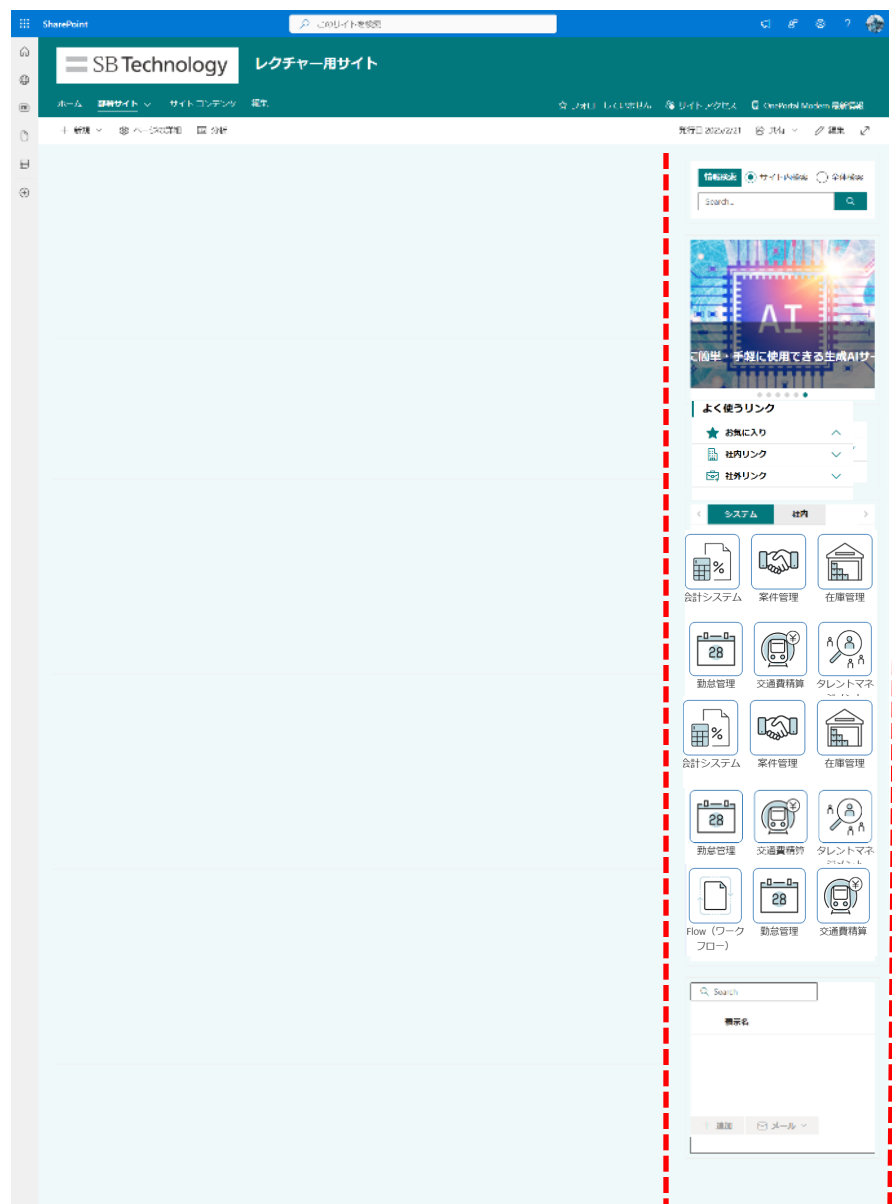 SharePoint
このサイトを検索
SB Technology
レクチャー用サイト
ホーム 部署サイト サイト コンテンツ 編集
サイト アクセス OnePortal Modern 最新情報
新規 ページの詳細 分析
発行日 2025/2/21 共有 編集
情報検索 サイト内検索 全体検索
Search...
AI
に簡単・手軽に使用できる生成AIサー
よく使うリンク
お気に入り
社内リンク
社外リンク
システム 社内
会計システム 案件管理 在庫管理
28
勤怠管理 交通費精算 タレントマネ
会計システム 案件管理 在庫管理
28
勤怠管理 交通費精算 タレントマネ
28
Flow（ワーク 勤怠管理 交通費精算
フロー）
Search
表示名
追加 メール